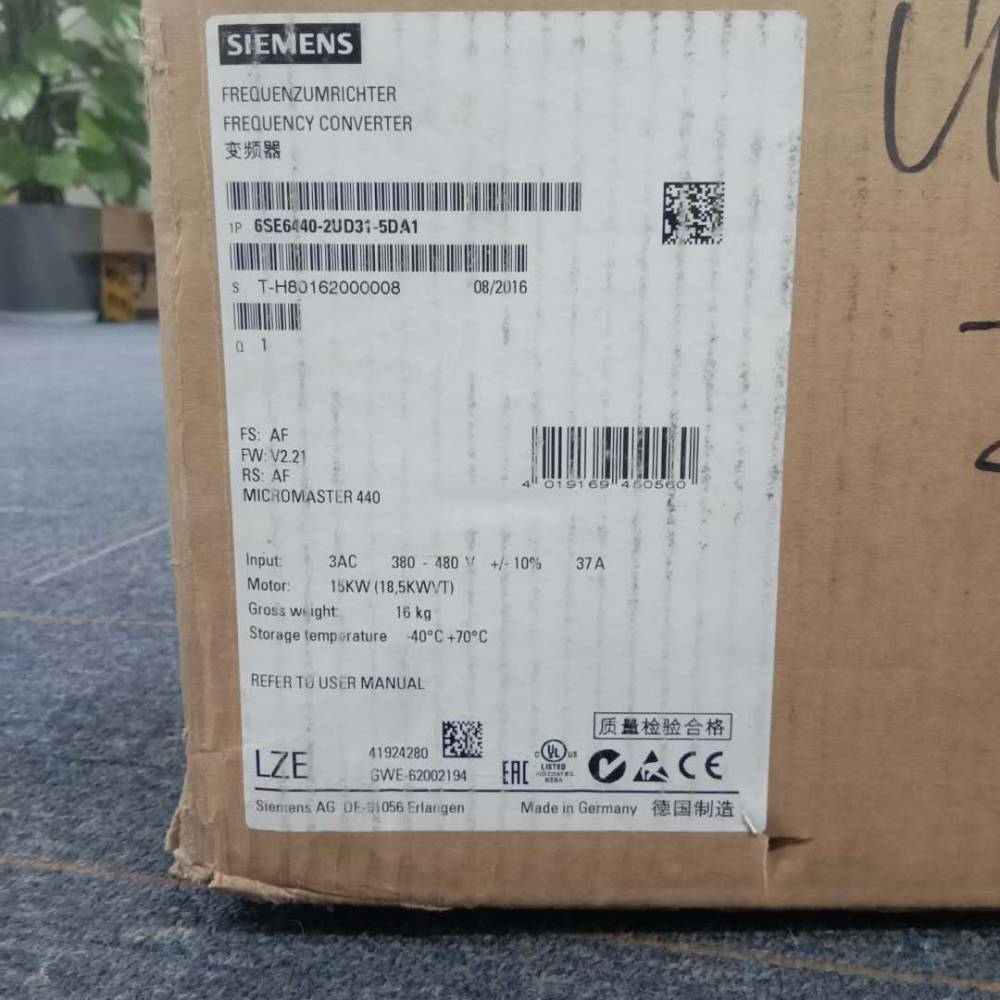 SIEMENS
FREQUENZUMRICHTER
FREQUENCY CONVERTER
变频器
1P 6SE6440-2UD31-5DA1
S T-H80162000008 08/2016
Q 1
FS: AF
FW: V2.21
RS: AF
MICROMASTER 440
4 019169 450560
Input: 3AC 380 - 480 V +/- 10% 37 A
Motor: 15KW (18,5KWVT)
Gross weight: 16 kg
Storage temperature -40°C +70°C
REFER TO USER MANUAL
质量检验合格
LZE 41924280
GWE-62002194
EAC C UL US LISTED CE
Siemens AG DE-91056 Erlangen Made in Germany 德国制造